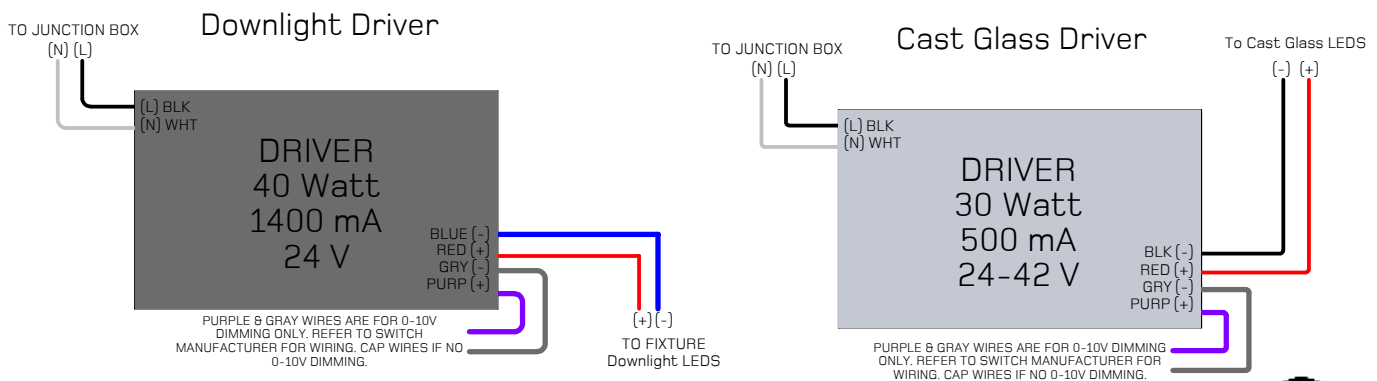 Downlight Driver
TO JUNCTION BOX
(N) (L)
(L) BLK
(N) WHT
DRIVER
40 Watt
1400 mA
24 V
BLUE (-)
RED (+)
GRY (-)
PURP (+)
PURPLE & GRAY WIRES ARE FOR 0-10V
DIMMING ONLY. REFER TO SWITCH
MANUFACTURER FOR WIRING. CAP WIRES IF NO
0-10V DIMMING.
(+) (-)
TO FIXTURE
Downlight LEDS
Cast Glass Driver
TO JUNCTION BOX
(N) (L)
To Cast Glass LEDS
(-) (+)
(L) BLK
(N) WHT
DRIVER
30 Watt
500 mA
24-42 V
BLK (-)
RED (+)
GRY (-)
PURP (+)
PURPLE & GRAY WIRES ARE FOR 0-10V DIMMING
ONLY. REFER TO SWITCH MANUFACTURER FOR
WIRING. CAP WIRES IF NO 0-10V DIMMING.